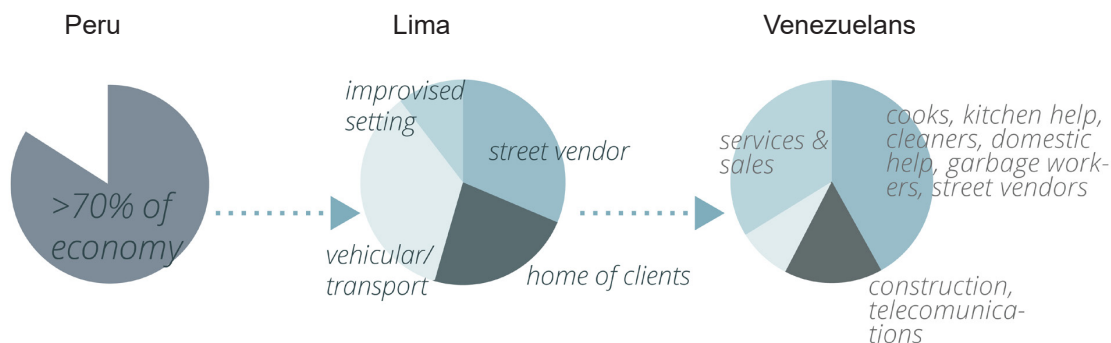 Peru
Lima
Venezuelans
>70% of
economy
improvised
setting
street vendor
vehicular/
transport
home of clients
services &
sales
cooks, kitchen help,
cleaners, domestic
help, garbage work-
ers, street vendors
construction,
telecomunica-
tions